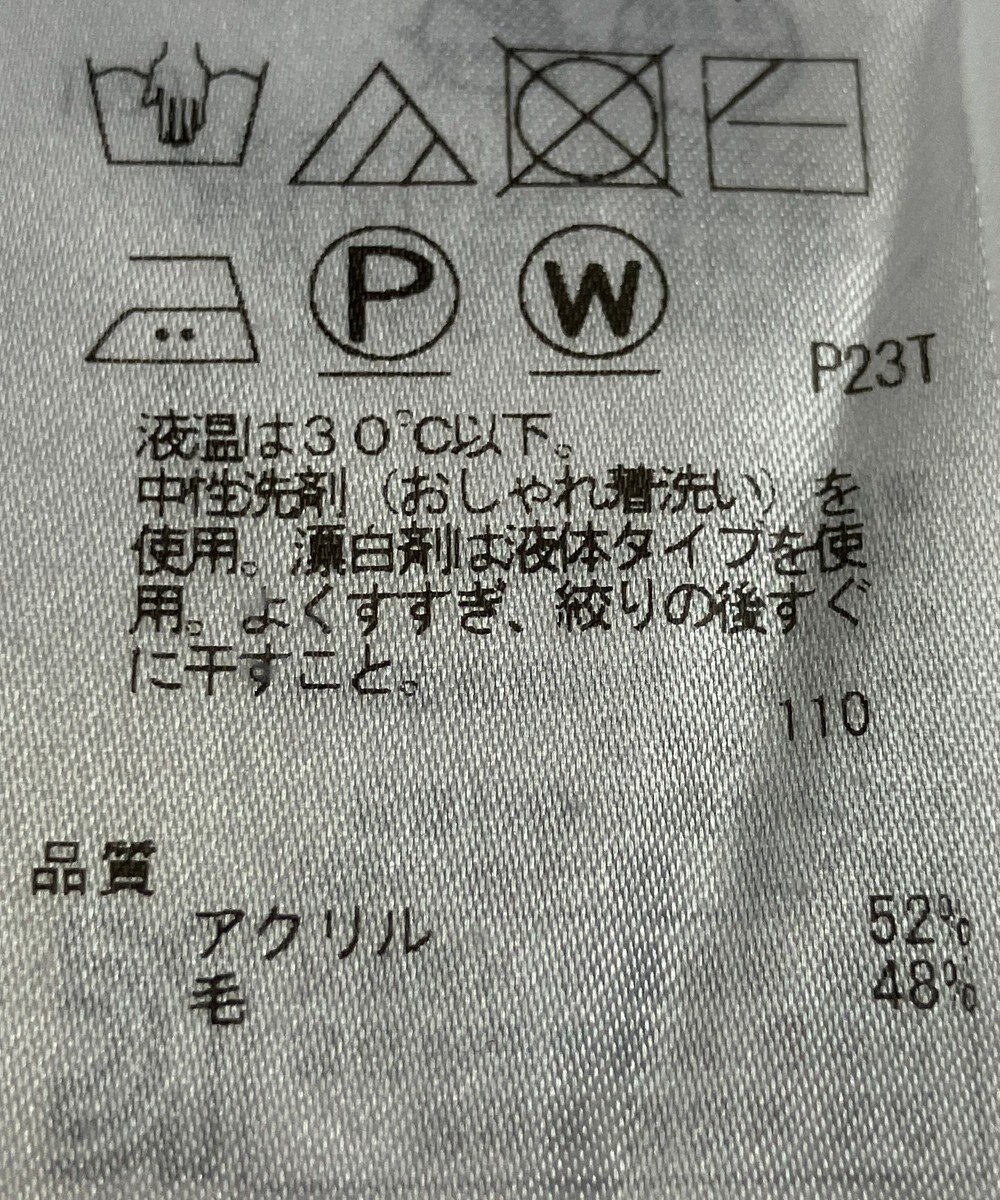 P
W
P23T
液温は30℃以下。
中性洗剤（おしゃれ着洗い）を
使用。漂白剤は液体タイプを使
用。よくすすぎ、絞りの後すぐ
に干すこと。
110
品質
アクリル 52%
毛 48%